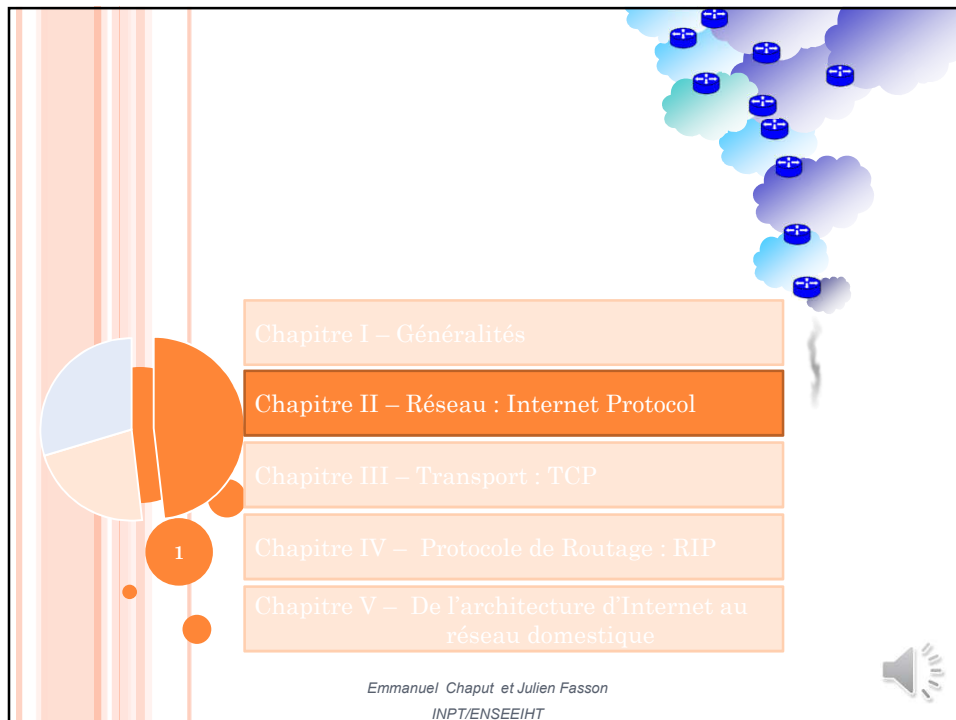 Chapitre I – Généralités
Chapitre II – Réseau : Internet Protocol
Chapitre III – Transport : TCP
1
Chapitre IV – Protocole de Routage : RIP
Chapitre V – De l'architecture d'Internet au
réseau domestique
Emmanuel Chaput et Julien Fasson
INPT/ENSEEIHT